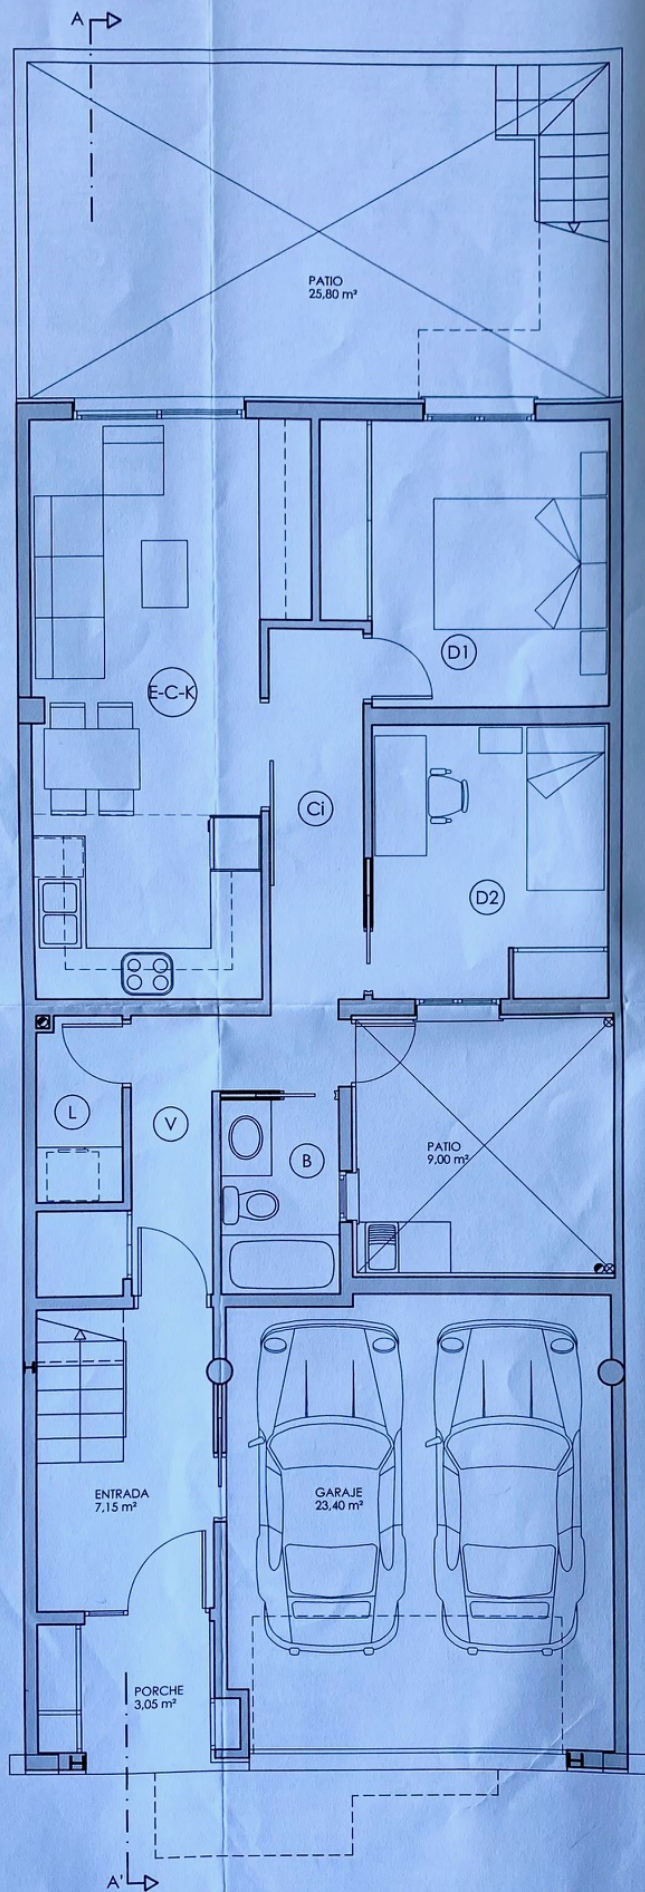 A
PATIO
25,80 m²
D1
E-C-K
Ci
D2
L
V
B
PATIO
9,00 m²
ENTRADA
7,15 m²
GARAJE
23,40 m²
PORCHE
3,05 m²
A'